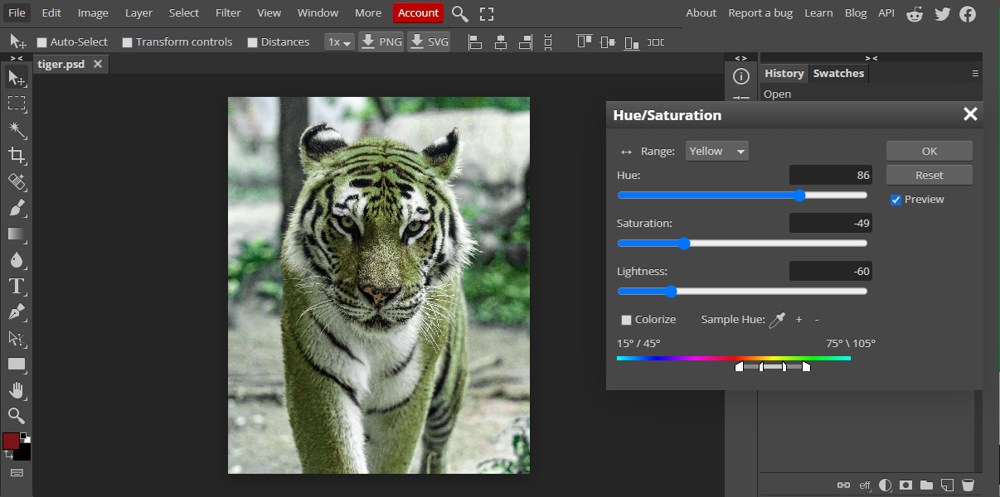 File Edit Image Layer Select Filter View Window More Account About Report a bug Learn Blog API
Auto-Select Transform controls Distances 1x PNG SVG
> < < > > <
tiger.psd History Swatches
Open
Hue/Saturation
Range: Yellow OK
Hue: 86 Reset
Preview
Saturation: -49
Lightness: -60
Colorize Sample Hue: + -
15° / 45° 75° \ 105°
eff